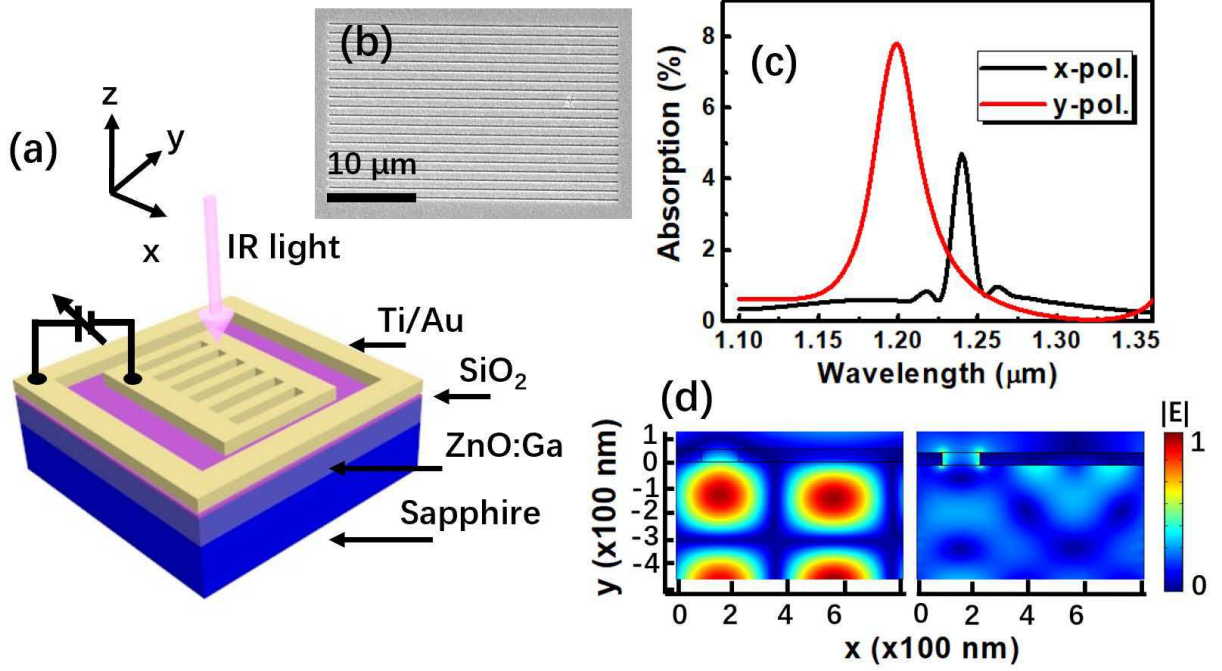 (a)
z
y
x
IR light
Ti/Au
SiO₂
ZnO:Ga
Sapphire
(b)
10 μm
(c)
x-pol.
y-pol.
Absorption (%)
8
6
4
2
0
1.10 1.15 1.20 1.25 1.30 1.35
Wavelength (μm)
(d)
|E|
1
0
y (x100 nm)
1
0
-1
-2
-3
-4
0 2 6 0 2 6
x (x100 nm)